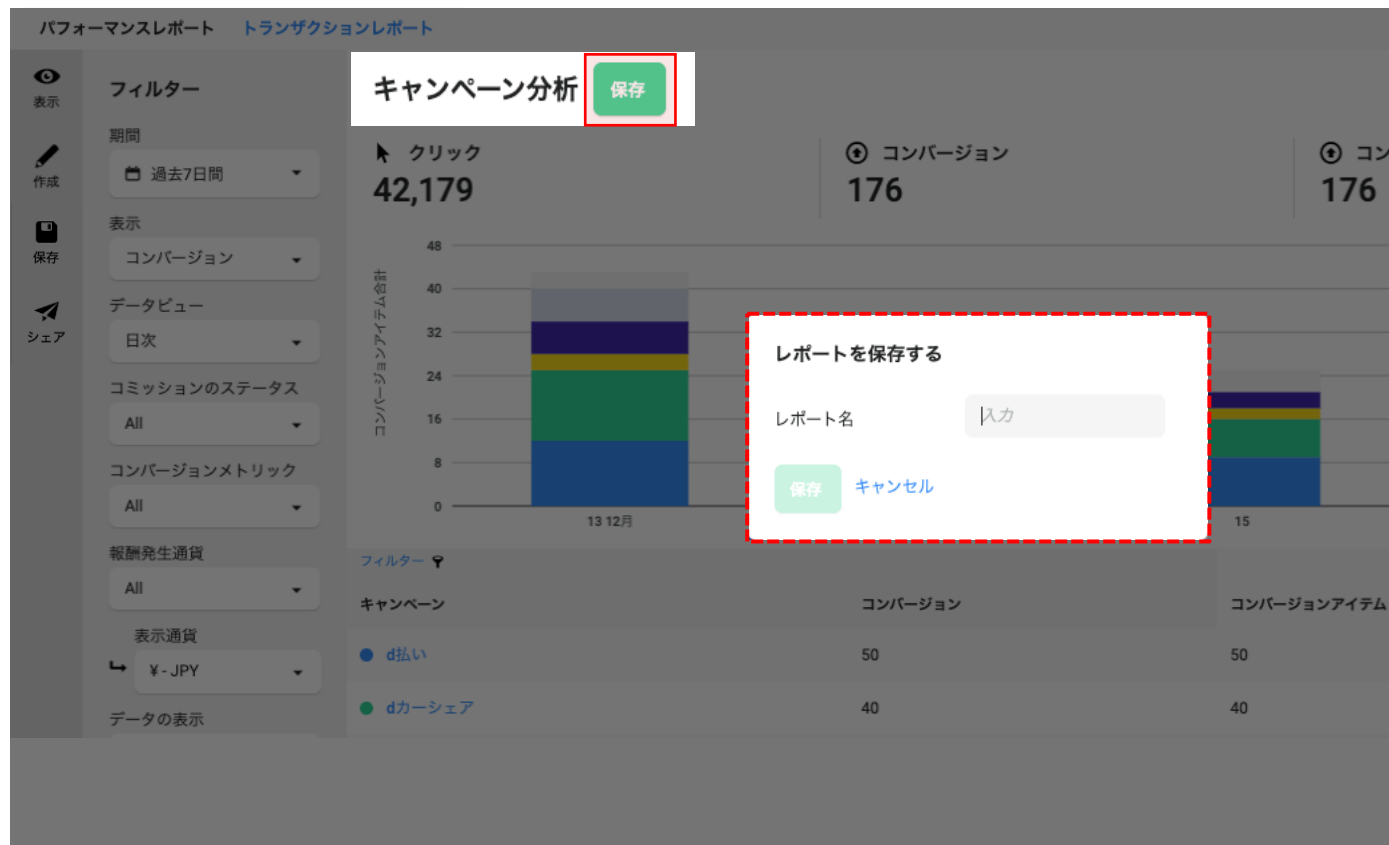 パフォーマンスレポート トランザクションレポート
表示
作成
保存
シェア
フィルター
期間
過去7日間
表示
コンバージョン
データビュー
日次
コミッションのステータス
All
コンバージョンメトリック
All
報酬発生通貨
All
表示通貨
¥ - JPY
データの表示
キャンペーン分析 保存
クリック
42,179
コンバージョン
176
コン
176
コンバージョンアイテム合計
48
40
32
24
16
8
0
13 12月
15
レポートを保存する
レポート名 入力
保存 キャンセル
フィルター
キャンペーン コンバージョン コンバージョンアイテム
d払い 50 50
dカーシェア 40 40